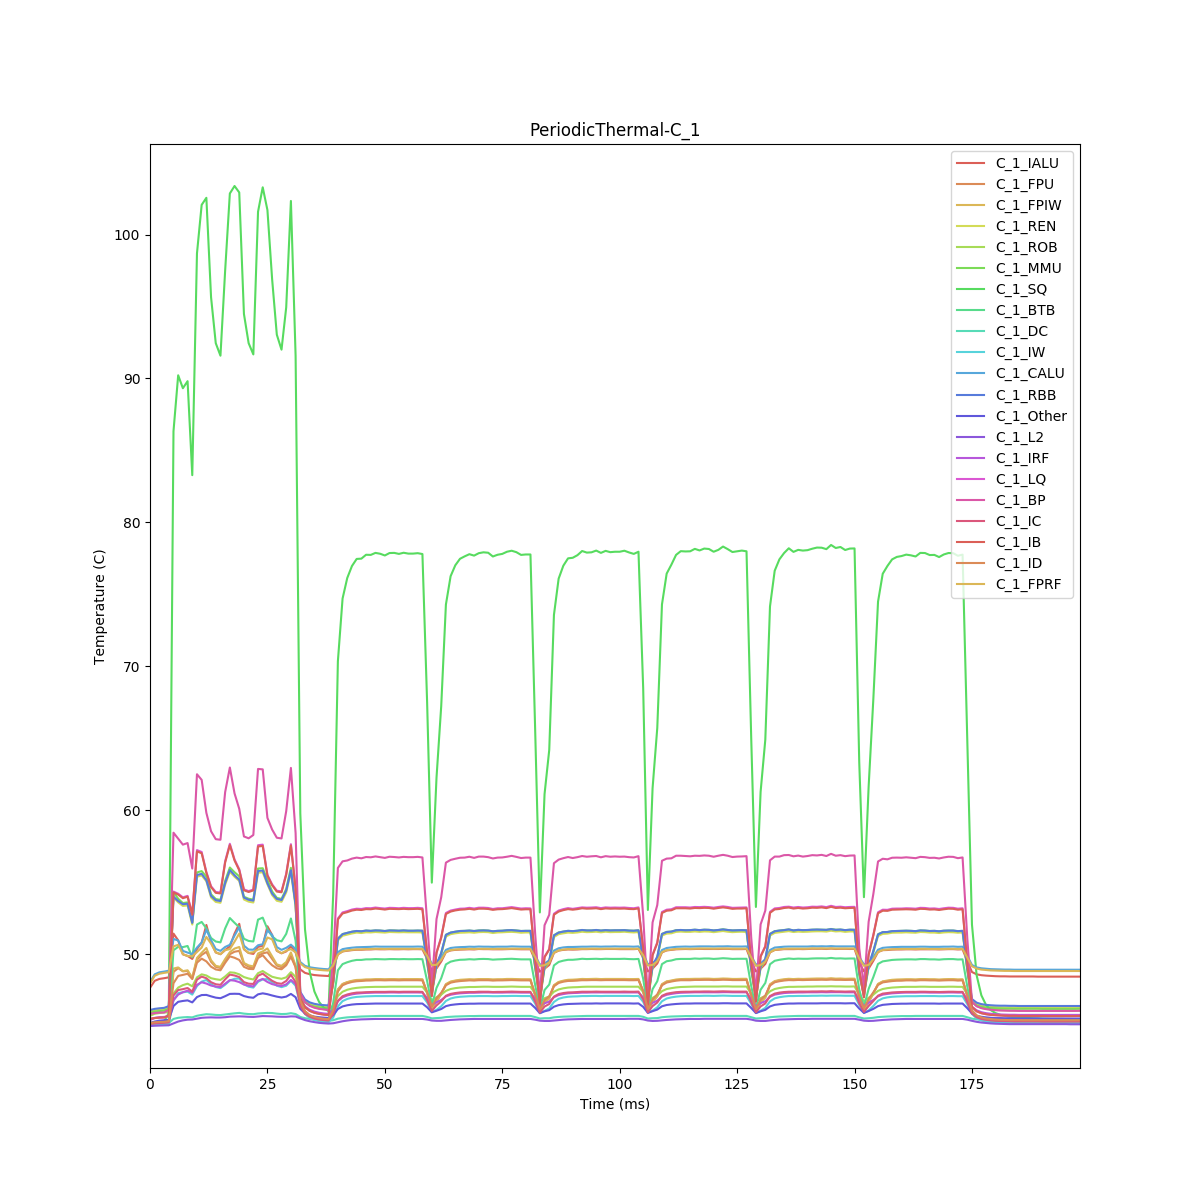 PeriodicThermal-C_1
C_1_IALU
C_1_FPU
C_1_FPIW
C_1_REN
C_1_ROB
C_1_MMU
C_1_SQ
C_1_BTB
C_1_DC
C_1_IW
C_1_CALU
C_1_RBB
C_1_Other
C_1_L2
C_1_IRF
C_1_LQ
C_1_BP
C_1_IC
C_1_IB
C_1_ID
C_1_FPRF
Temperature (C)
100
90
80
70
60
50
0 25 50 75 100 125 150 175
Time (ms)